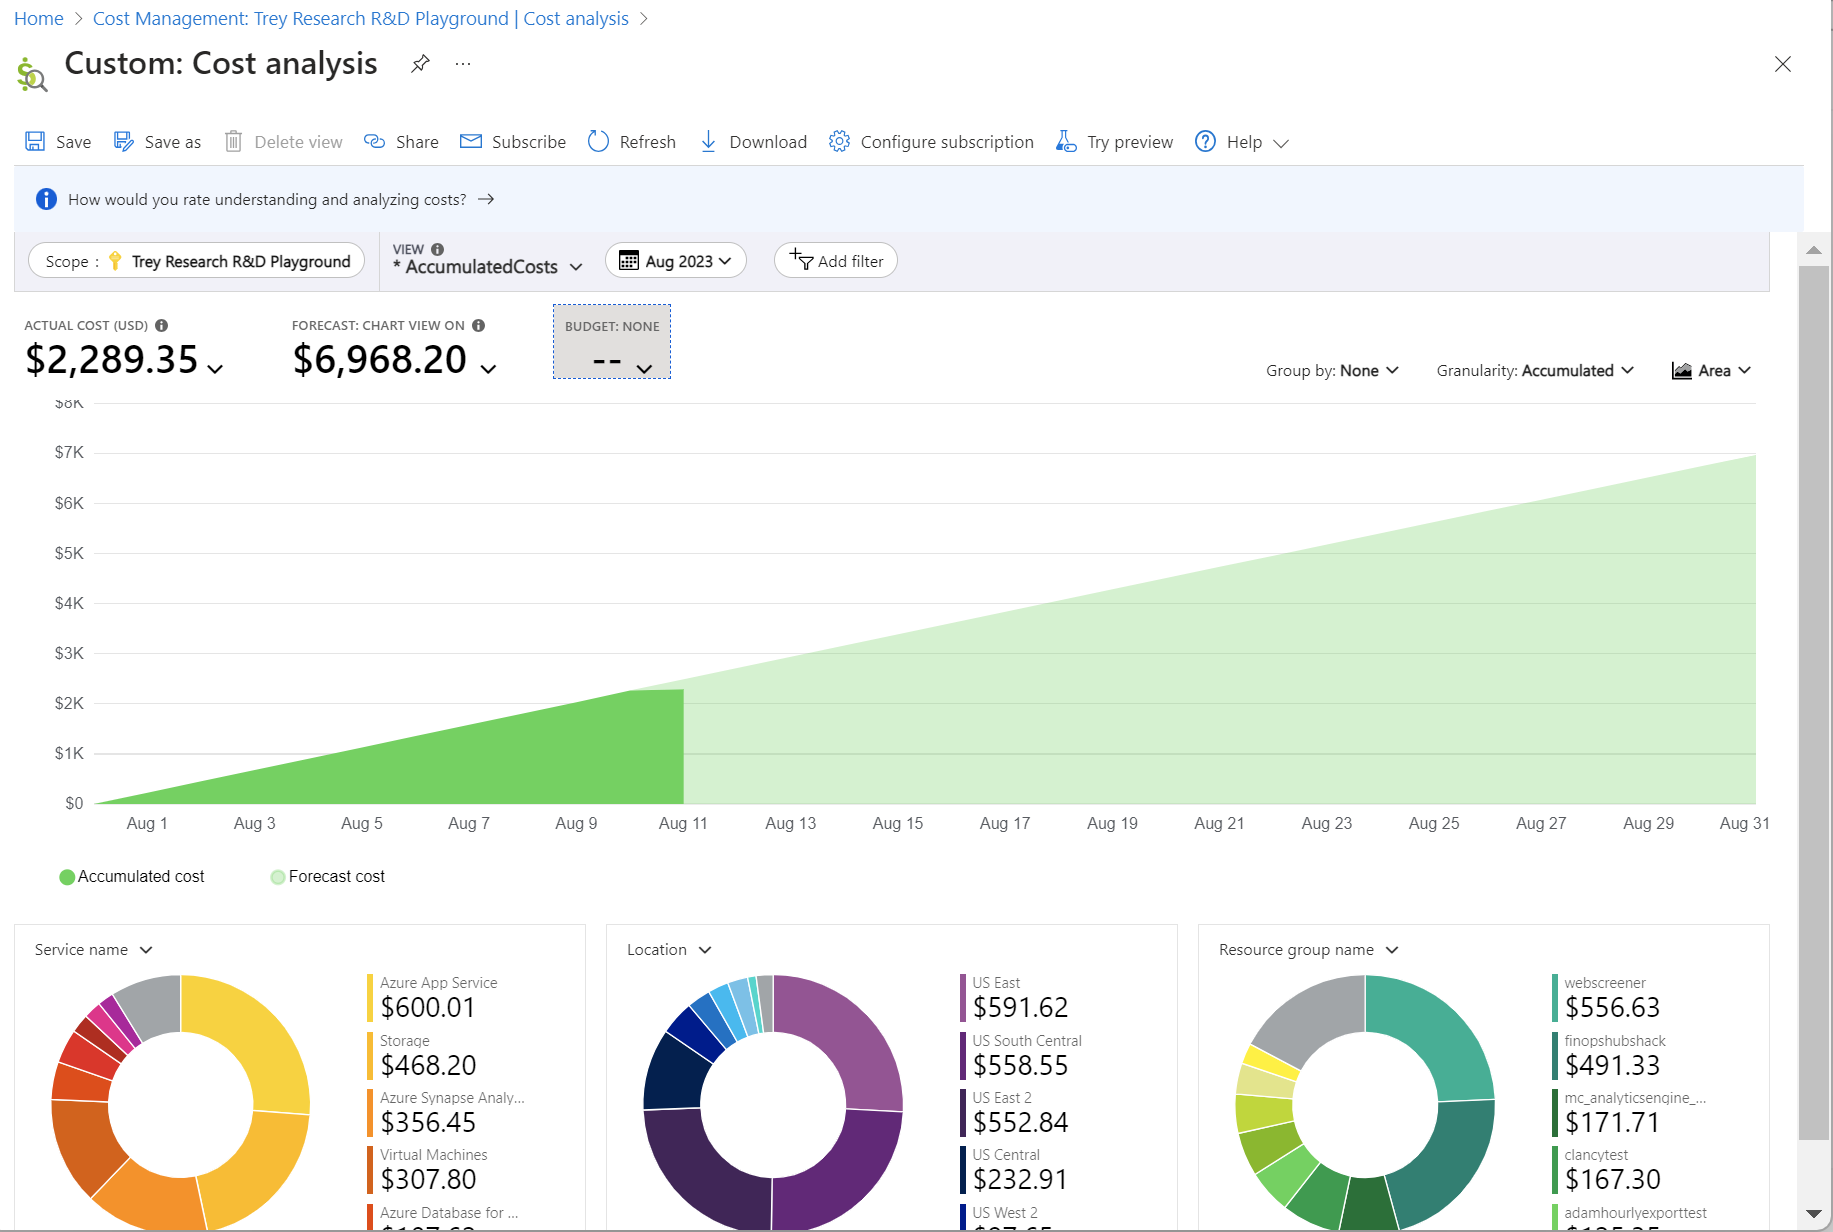 Home > Cost Management: Trey Research R&D Playground | Cost analysis >
Custom: Cost analysis ...
Save Save as Delete view Share Subscribe Refresh Download Configure subscription Try preview Help
How would you rate understanding and analyzing costs? →
Scope : Trey Research R&D Playground
VIEW
* AccumulatedCosts
Aug 2023
Add filter
ACTUAL COST (USD)
$2,289.35
FORECAST: CHART VIEW ON
$6,968.20
BUDGET: NONE
--
Group by: None
Granularity: Accumulated
Area
$8K
$7K
$6K
$5K
$4K
$3K
$2K
$1K
$0
Aug 1 Aug 3 Aug 5 Aug 7 Aug 9 Aug 11 Aug 13 Aug 15 Aug 17 Aug 19 Aug 21 Aug 23 Aug 25 Aug 27 Aug 29 Aug 31
Accumulated cost Forecast cost
Service name
Azure App Service
$600.01
Storage
$468.20
Azure Synapse Analy...
$356.45
Virtual Machines
$307.80
Azure Database for ...
Location
US East
$591.62
US South Central
$558.55
US East 2
$552.84
US Central
$232.91
US West 2
Resource group name
webscreener
$556.63
finopshubshack
$491.33
mc_analyticsengine_...
$171.71
clancytest
$167.30
adamhourlyexporttest